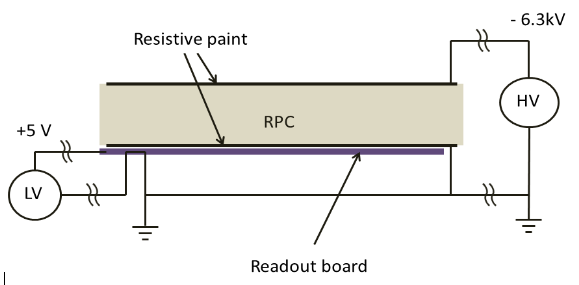 - 6.3kV
Resistive paint
HV
RPC
+5 V
LV
Readout board